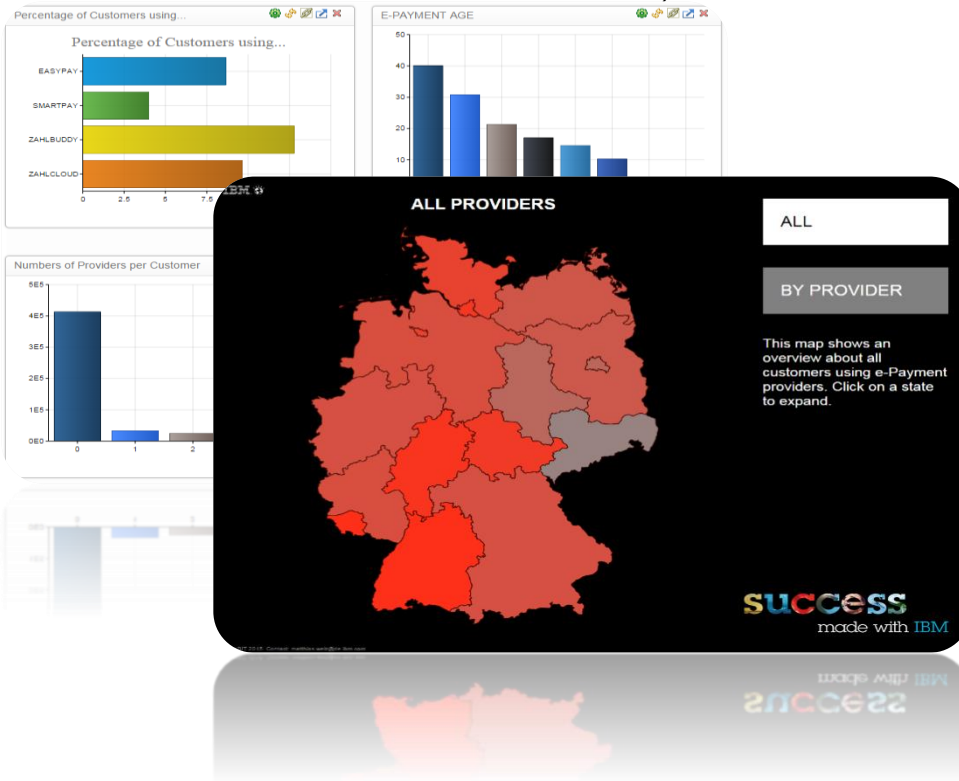 Percentage of Customers using...
Percentage of Customers using...
EASYPAY
SMARTPAY
ZAHLBUDDY
ZAHLCLOUD
0 2.5 5 7.5
IBM
E-PAYMENT AGE
50
40
30
20
10
Numbers of Providers per Customer
5E5
4E5
3E5
2E5
1E5
0E0
0 1 2
ALL PROVIDERS
ALL
BY PROVIDER
This map shows an
overview about all
customers using e-Payment
providers. Click on a state
to expand.
success
made with IBM